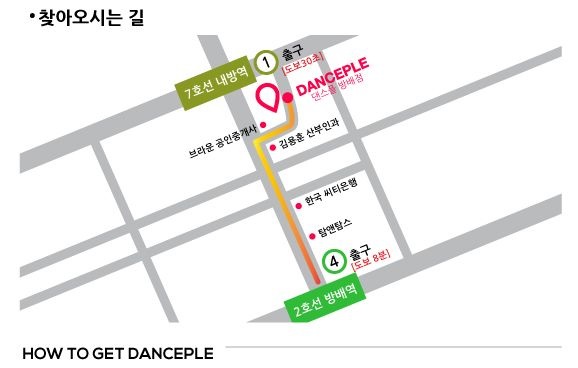 • 찾아오시는 길
7호선 내방역
1
출구
[도보30초]
DANCEPLE
댄스플 방배점
브라운 공인중개사
김용훈 산부인과
한국 씨티은행
탐앤탐스
4
출구
[도보 8분]
2호선 방배역
HOW TO GET DANCEPLE